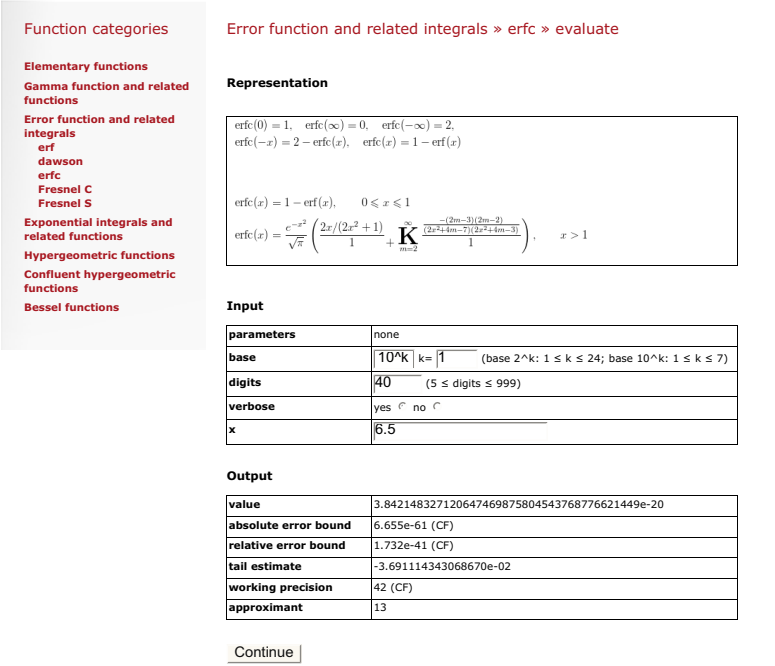 Function categories
Elementary functions
Gamma function and related
functions
Error function and related
integrals
erf
dawson
erfc
Fresnel C
Fresnel S
Exponential integrals and
related functions
Hypergeometric functions
Confluent hypergeometric
functions
Bessel functions
Error function and related integrals » erfc » evaluate
Representation
erfc(0) = 1, erfc(∞) = 0, erfc(−∞) = 2,
erfc(−x) = 2 − erfc(x), erfc(x) = 1 − erf(x)
erfc(x) = 1 − erf(x), 0 ⩽ x ⩽ 1
erfc(x) = e^{−x²}/√π ( (2x/(2x² + 1))/1 + K_{m=2}^{∞} ((−(2m−3)(2m−2))/((2x²+4m−7)(2x²+4m−3)))/1 ), x > 1
Input
parameters none
base 10^k k= 1 (base 2^k: 1 ≤ k ≤ 24; base 10^k: 1 ≤ k ≤ 7)
digits 40 (5 ≤ digits ≤ 999)
verbose yes no
x 6.5
Output
value 3.842148327120647469875804543768776621449e-20
absolute error bound 6.655e-61 (CF)
relative error bound 1.732e-41 (CF)
tail estimate -3.691114343068670e-02
working precision 42 (CF)
approximant 13
Continue